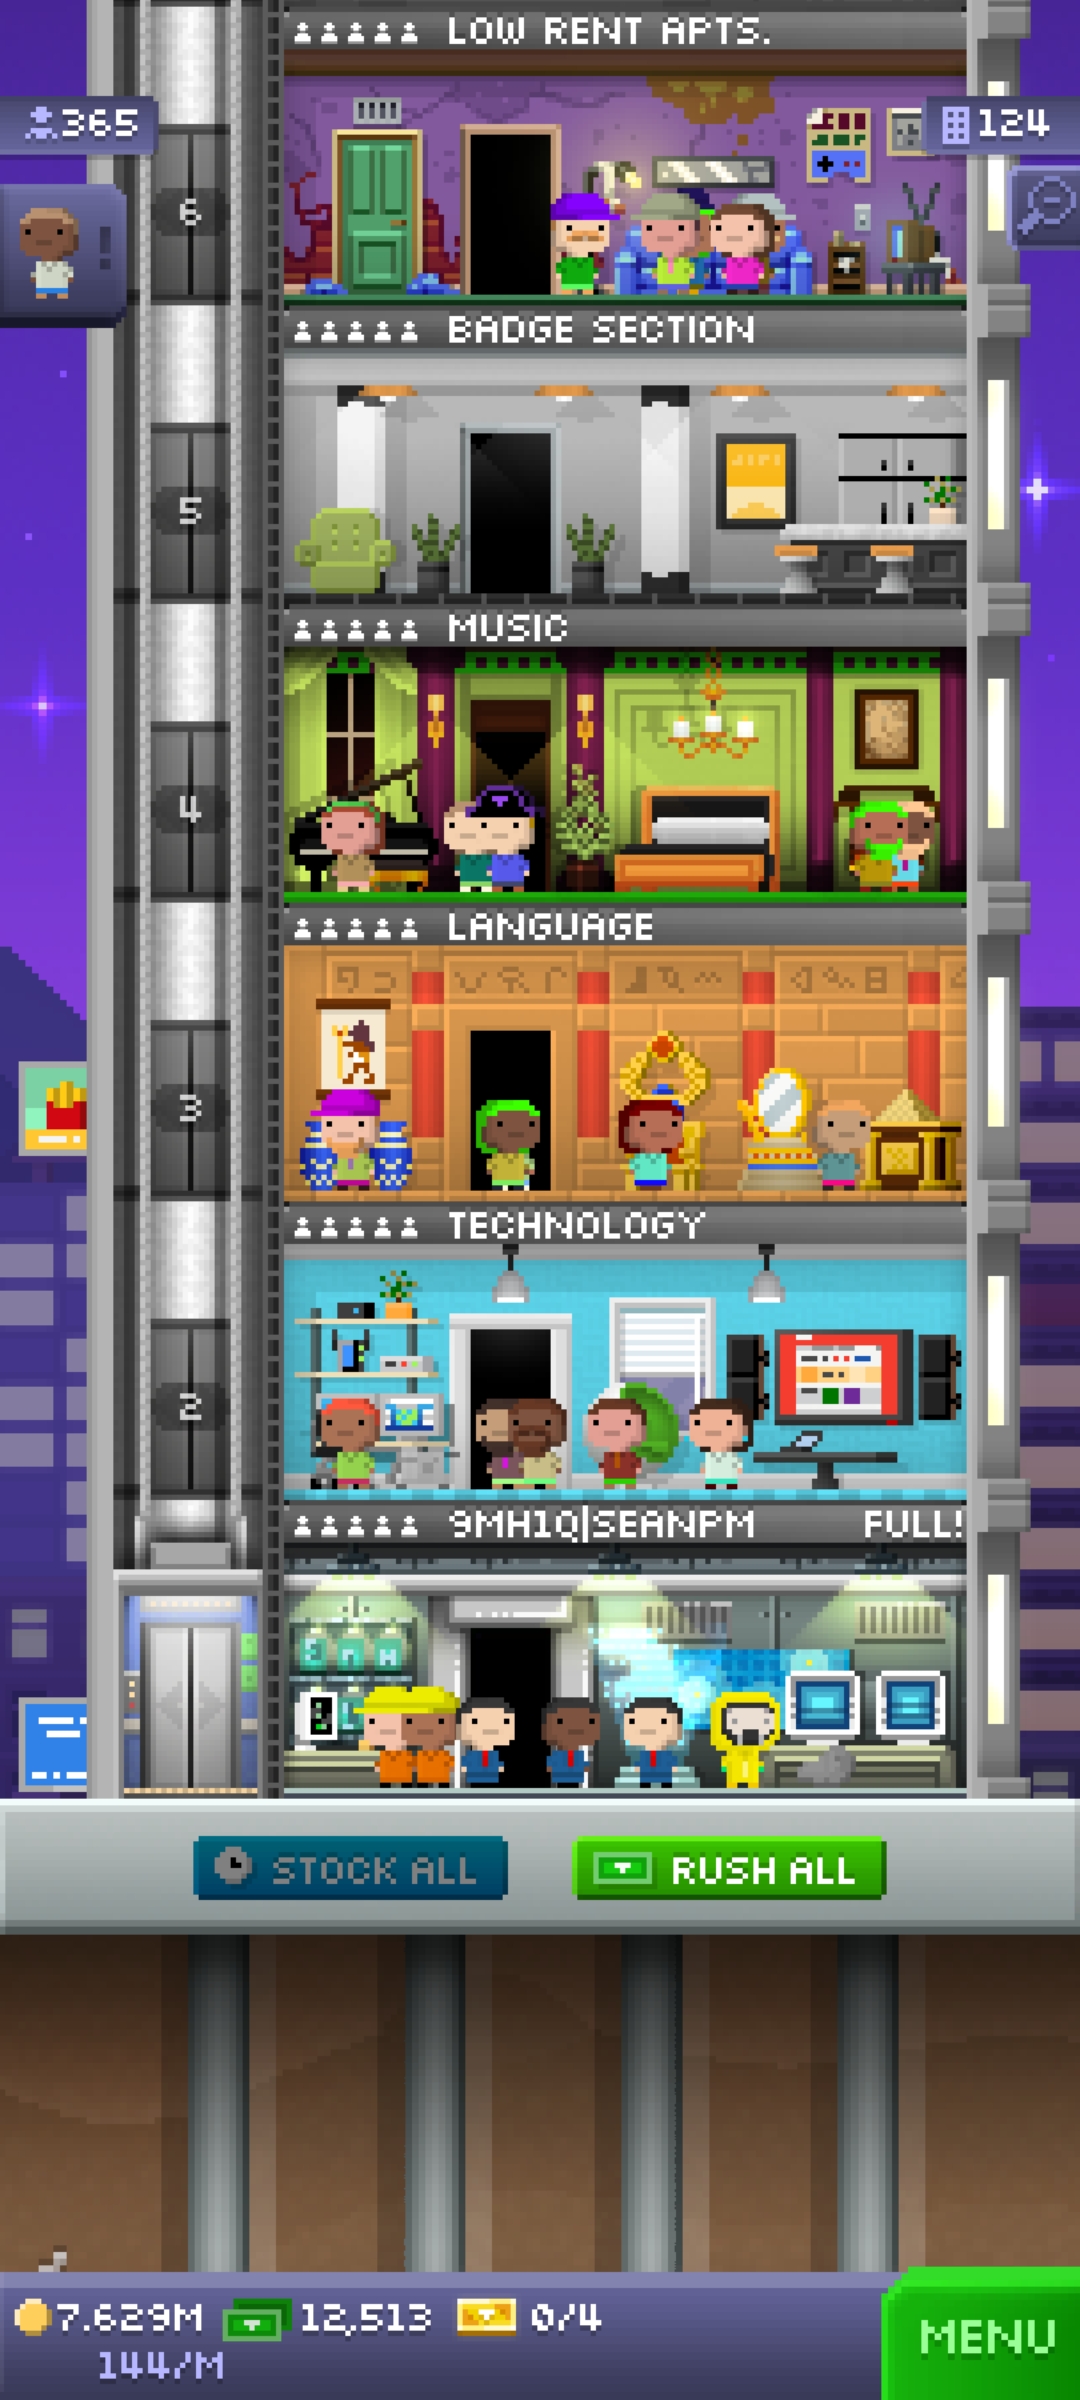 LOW RENT APTS.
365
124
6
BADGE SECTION
5
MUSIC
4
LANGUAGE
3
TECHNOLOGY
2
9MH1Q|SEANPM FULL!
STOCK ALL
RUSH ALL
7.629M 12,513 0/4
144/M
MENU